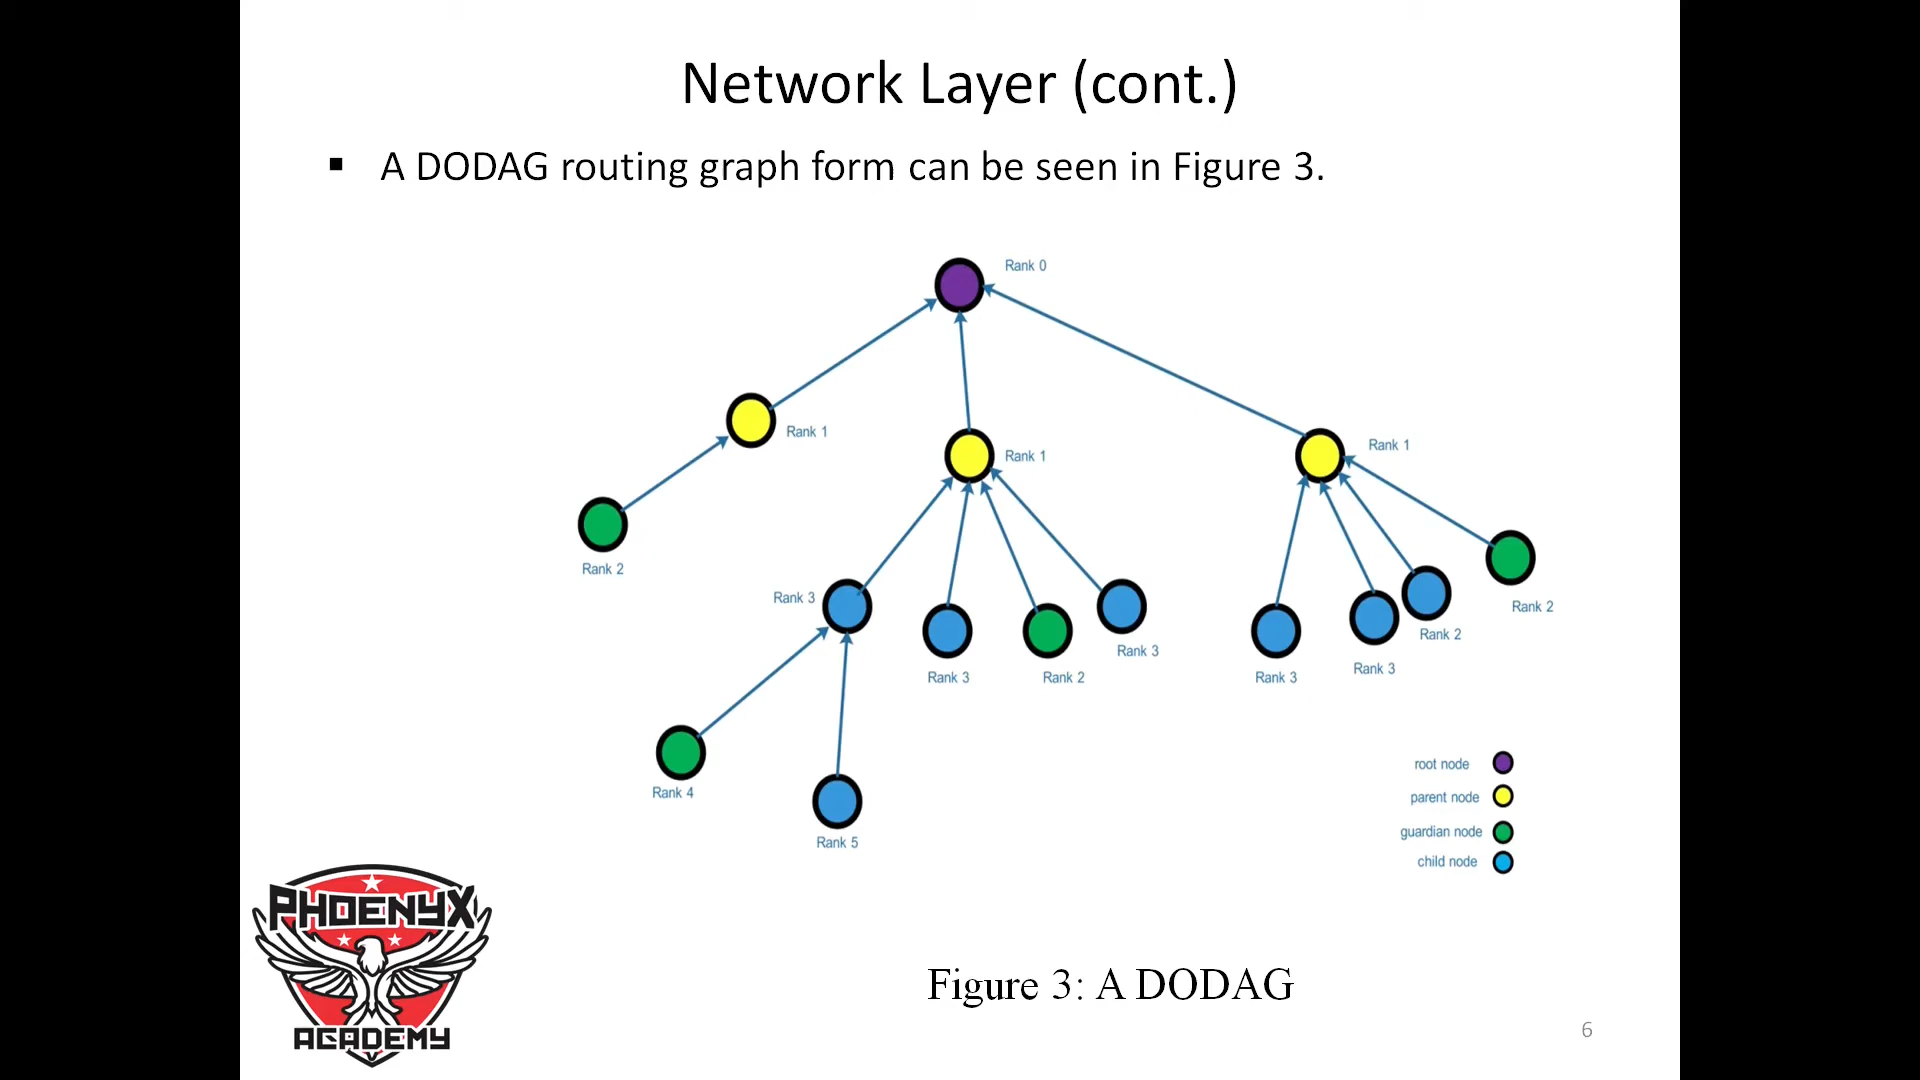 Network Layer (cont.)
▪ A DODAG routing graph form can be seen in Figure 3.
Rank 0
Rank 1
Rank 1
Rank 1
Rank 2
Rank 3
Rank 3
Rank 2
Rank 3
Rank 3
Rank 3
Rank 2
Rank 2
Rank 4
Rank 5
root node
parent node
guardian node
child node
PHOENYX
ACADEMY
Figure 3: A DODAG
6